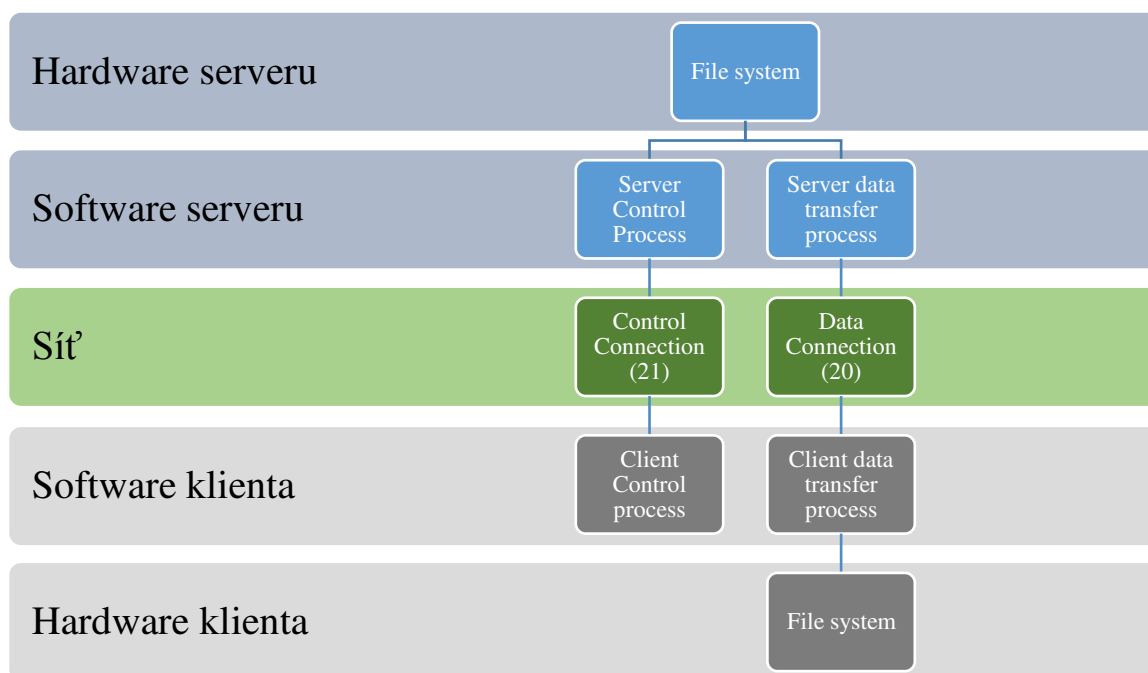 Hardware serveru
File system
Software serveru
Server
Control
Process
Server data
transfer
process
Síť
Control
Connection
(21)
Data
Connection
(20)
Software klienta
Client
Control
process
Client data
transfer
process
Hardware klienta
File system